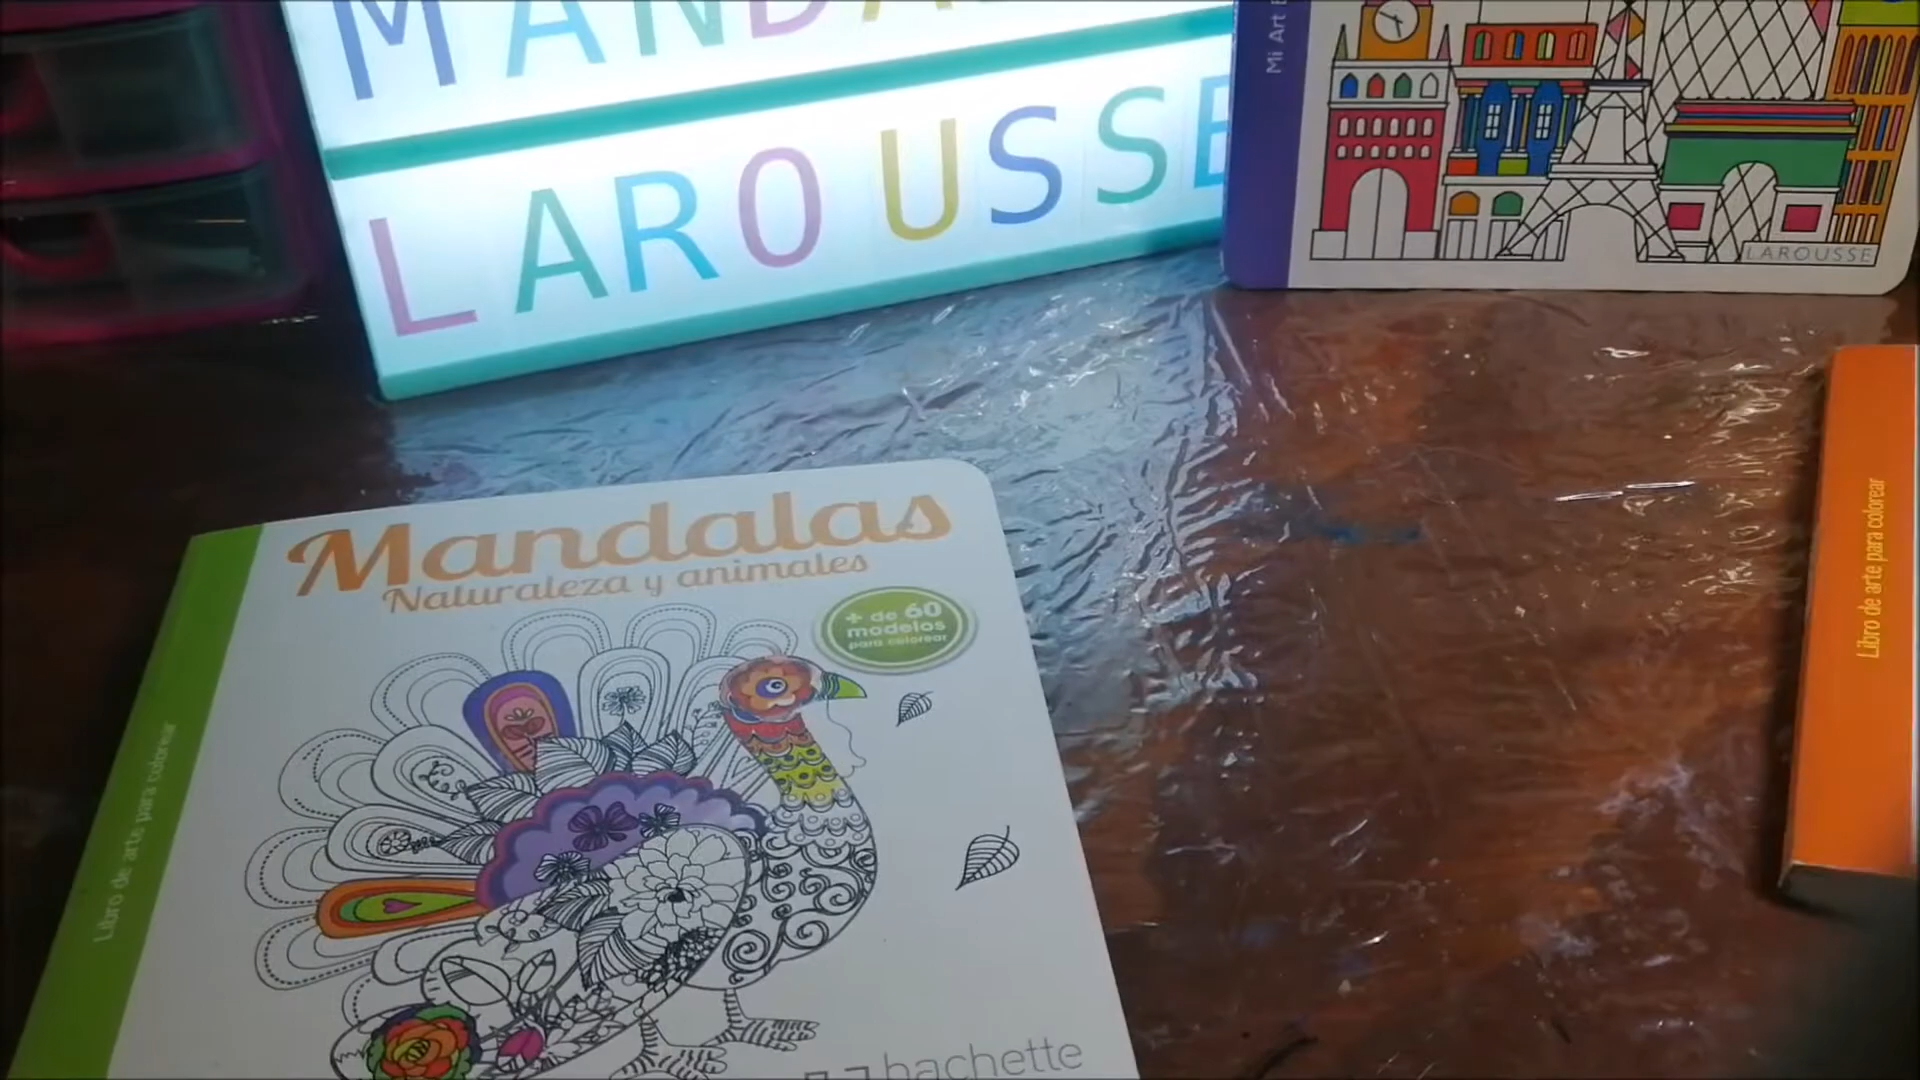 MANDA
LAROUSSE
Mi Art
LAROUSSE
Mandalas
Naturaleza y animales
+ de 60
modelos
para colorear
Libro de arte para colorear
Libro de arte para colorear
hachette